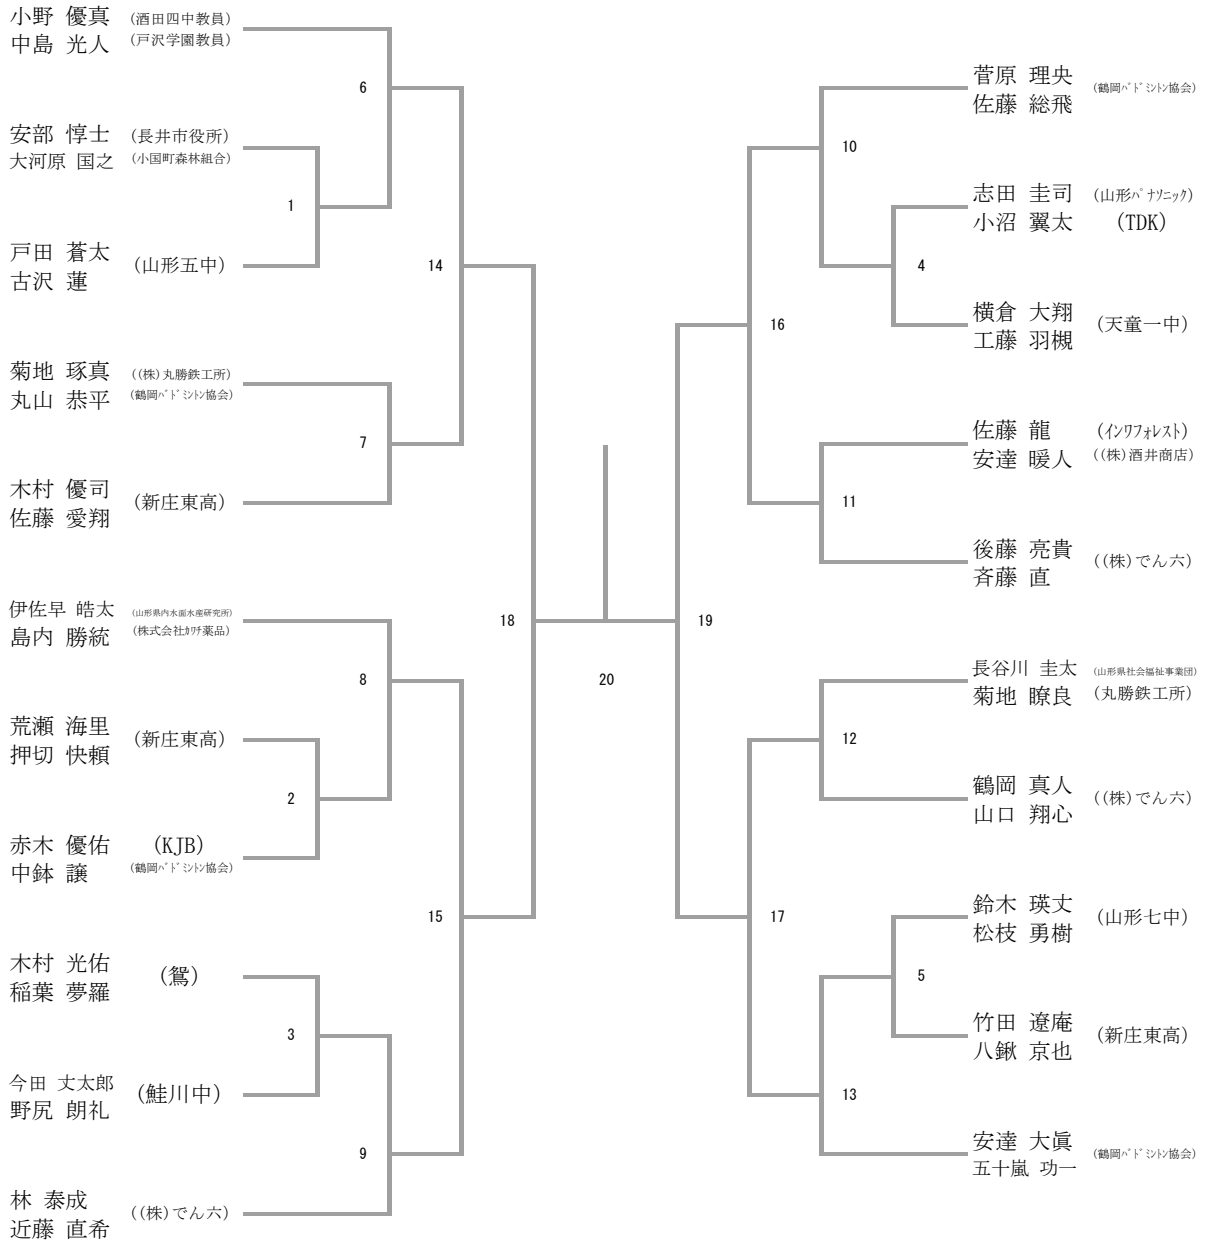 小野 優真 (酒田四中教員)
中島 光人 (戸沢学園教員)
6
安部 惇士 (長井市役所)
大河原 国之 (小国町森林組合)
1
戸田 蒼太
古沢 蓮
(山形五中)
14
菊地 琢真 ((株)丸勝鉄工所)
丸山 恭平 (鶴岡ﾊﾞﾄﾞﾐﾝﾄﾝ協会)
7
木村 優司
佐藤 愛翔
(新庄東高)
伊佐早 皓太 (山形県内水面水産研究所)
島内 勝統 (株式会社ｶﾜﾁ薬品)
18
8
荒瀬 海里
押切 快頼
(新庄東高)
2
赤木 優佑 (KJB)
中鉢 譲 (鶴岡ﾊﾞﾄﾞﾐﾝﾄﾝ協会)
15
木村 光佑
稲葉 夢羅
(鴛)
3
今田 丈太郎
野尻 朗礼
(鮭川中)
9
林 泰成
近藤 直希
((株)でん六)
20
菅原 理央
佐藤 総飛
(鶴岡ﾊﾞﾄﾞﾐﾝﾄﾝ協会)
10
志田 圭司 (山形ﾊﾟﾅｿﾆｯｸ)
小沼 翼太 (TDK)
4
横倉 大翔
工藤 羽槻
(天童一中)
16
佐藤 龍 (ｲﾝﾜﾌｫﾚｽﾄ)
安達 暖人 ((株)酒井商店)
11
後藤 亮貴
斉藤 直
((株)でん六)
19
長谷川 圭太 (山形県社会福祉事業団)
菊地 瞭良 (丸勝鉄工所)
12
鶴岡 真人
山口 翔心
((株)でん六)
17
鈴木 瑛丈
松枝 勇樹
(山形七中)
5
竹田 遼庵
八鍬 京也
(新庄東高)
13
安達 大眞
五十嵐 功一
(鶴岡ﾊﾞﾄﾞﾐﾝﾄﾝ協会)